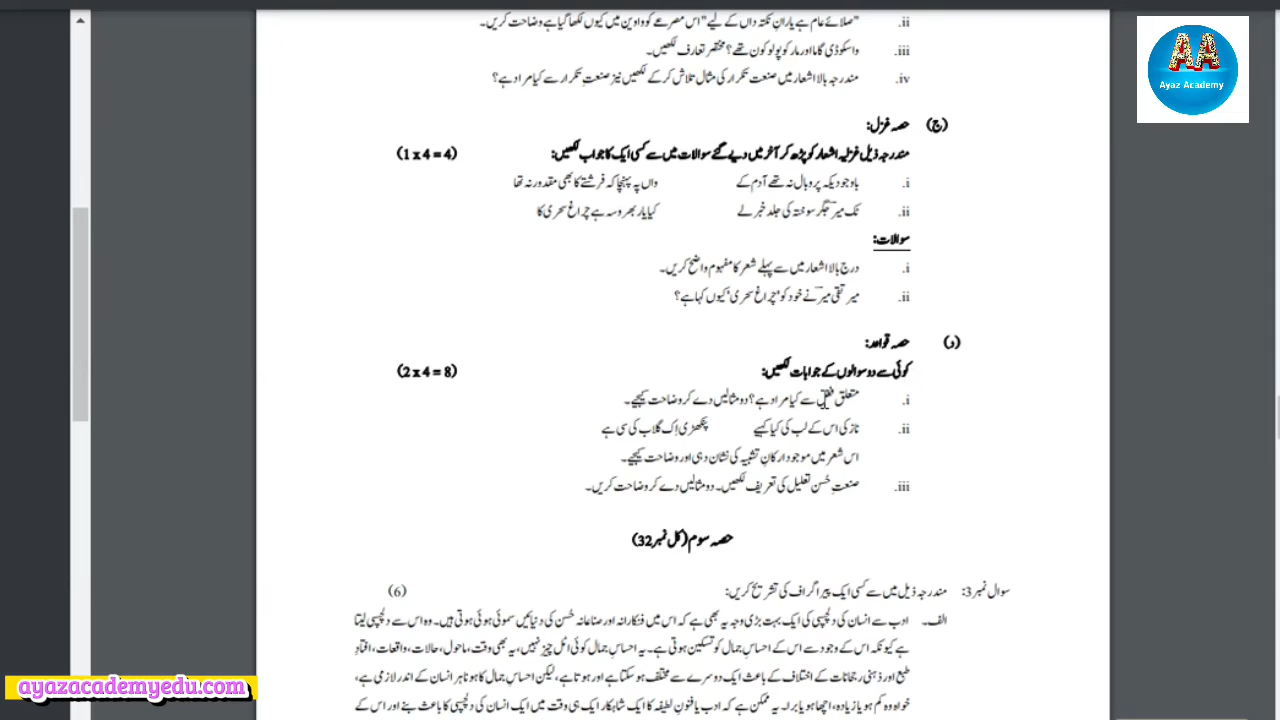 ii. "صلائے عام ہے یارانِ نکتہ داں کے لیے" اس مصرعے کو واوین میں کیوں لکھا گیا ہے وضاحت کریں۔
iii. واسکوڈی گاما اور مارکوپولو کون تھے؟ مختصر تعارف لکھیں۔
iv. مندرجہ بالا اشعار میں صنعت تکرار کی مثال تلاش کر کے لکھیں نیز صنعتِ تکرار سے کیا مراد ہے؟
AA
Ayaz Academy
(ج) حصہ غزل:
مندرجہ ذیل غزلیہ اشعار کو پڑھ کر آخر میں دیے گئے سوالات میں سے کسی ایک کا جواب لکھیں: (1 x 4 = 4)
i. باوجودیکہ پر و بال نہ تھے آدم کے واں پہ پہنچا کہ فرشتے کا بھی مقدور نہ تھا
ii. ٹک میرؔ جگر سوختہ کی جلد خبر لے کیا یار بھروسہ ہے چراغِ سحری کا
سوالات:
i. درج بالا اشعار میں سے پہلے شعر کا مفہوم واضح کریں۔
ii. میر تقی میرؔ نے خود کو 'چراغ سحری' کیوں کہا ہے؟
(د) حصہ قواعد:
کوئی سے دو سوالوں کے جوابات لکھیں: (2 x 4 = 8)
i. متعلق فعل سے کیا مراد ہے؟ دو مثالیں دے کر وضاحت کیجیے۔
ii. نازکی اس کے لب کی کیا کہیے پنکھڑی اِک گلاب کی سی ہے
اس شعر میں موجود ارکانِ تشبیہ کی نشان دہی اور وضاحت کیجیے۔
iii. صنعتِ حُسن تعلیل کی تعریف لکھیں۔ دو مثالیں دے کر وضاحت کریں۔
حصہ سوم (کل نمبر 32)
سوال نمبر 3: مندرجہ ذیل میں سے کسی ایک پیراگراف کی تشریح کریں: (6)
الف۔ ادب سے انسان کی دلچسپی کی ایک بہت بڑی وجہ یہ بھی ہے کہ اس میں فنکارانہ اور صناعانہ حُسن کی دنیائیں سموئی ہوئی ہوتی ہیں۔ وہ اس سے دلچسپی لیتا
ہے کیونکہ اس کے وجود سے اس کے احساسِ جمال کو تسکین ہوتی ہے۔ یہ احساسِ جمال کوئی اٹل چیز نہیں، یہ بھی وقت، ماحول، حالات، واقعات، افتادِ
طبع اور ذہنی رجحانات کے اختلاف کے باعث ایک دوسرے سے مختلف ہو سکتا ہے اور ہوتا ہے، لیکن احساسِ جمال کا ہونا ہر انسان کے اندر لازمی ہے،
خواہ وہ کم ہو یا زیادہ، اچھا ہو یا برا۔ یہ ممکن ہے کہ ادب یا فنونِ لطیفہ کا ایک شاہکار ایک ہی وقت میں ایک انسان کی دلچسپی کا باعث بنے اور اس کے
ayazacademyedu.com